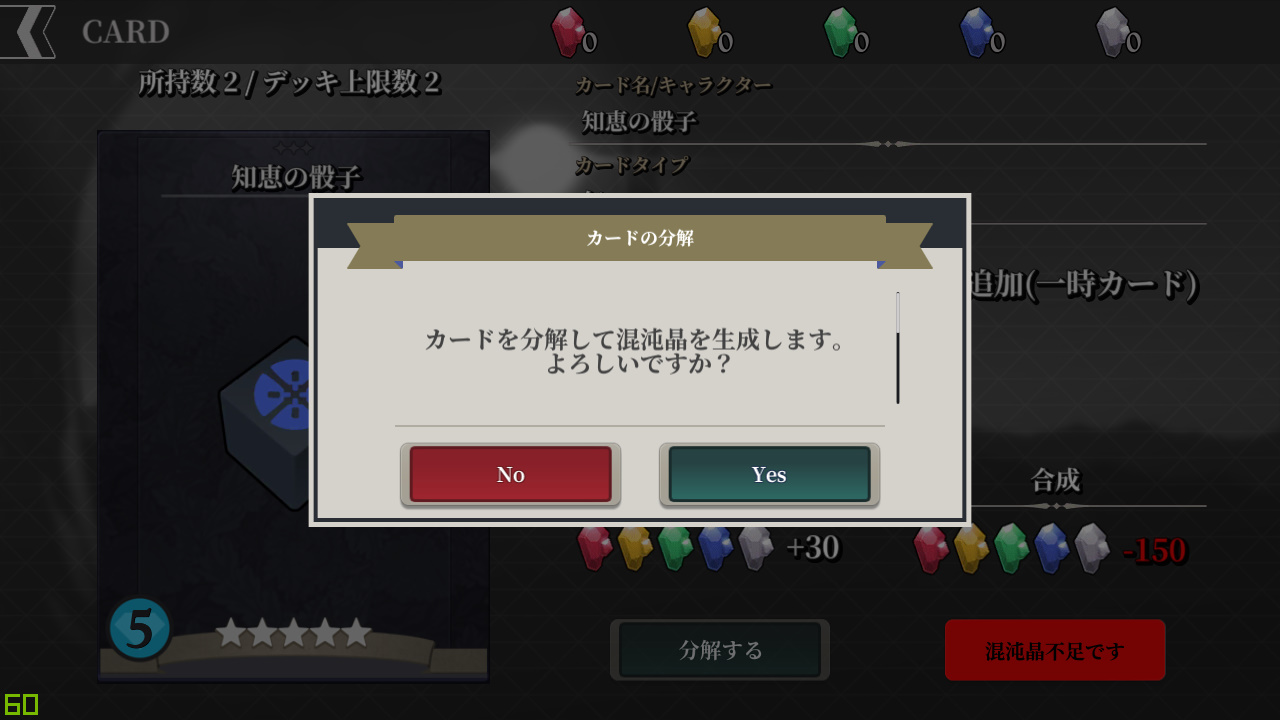 CARD
0
0
0
0
0
所持数 2 / デッキ上限数 2
カード名/キャラクター
知恵の骰子
知恵の骰子
カードタイプ
カードの分解
追加(一時カード)
カードを分解して混沌晶を生成します。
よろしいですか？
No
Yes
合成
+30
-150
5
分解する
混沌晶不足です
60